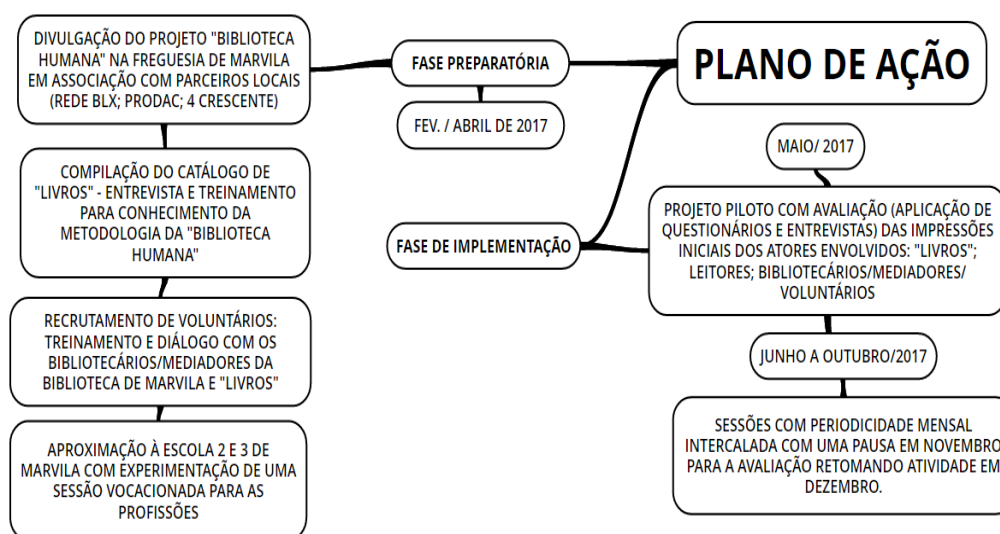 PLANO DE AÇÃO
FASE PREPARATÓRIA
FEV. / ABRIL DE 2017
DIVULGAÇÃO DO PROJETO "BIBLIOTECA
HUMANA" NA FREGUESIA DE MARVILA
EM ASSOCIAÇÃO COM PARCEIROS LOCAIS
(REDE BLX; PRODAC; 4 CRESCENTE)
COMPILAÇÃO DO CATÁLOGO DE
"LIVROS" - ENTREVISTA E TREINAMENTO
PARA CONHECIMENTO DA
METODOLOGIA DA "BIBLIOTECA
HUMANA"
RECRUTAMENTO DE VOLUNTÁRIOS:
TREINAMENTO E DIÁLOGO COM OS
BIBLIOTECÁRIOS/MEDIADORES DA
BIBLIOTECA DE MARVILA E "LIVROS"
APROXIMAÇÃO À ESCOLA 2 E 3 DE
MARVILA COM EXPERIMENTAÇÃO DE UMA
SESSÃO VOCACIONADA PARA AS
PROFISSÕES
FASE DE IMPLEMENTAÇÃO
MAIO/ 2017
PROJETO PILOTO COM AVALIAÇÃO (APLICAÇÃO DE
QUESTIONÁRIOS E ENTREVISTAS) DAS IMPRESSÕES
INICIAIS DOS ATORES ENVOLVIDOS: "LIVROS";
LEITORES; BIBLIOTECÁRIOS/MEDIADORES/
VOLUNTÁRIOS
JUNHO A OUTUBRO/2017
SESSÕES COM PERIODICIDADE MENSAL
INTERCALADA COM UMA PAUSA EM NOVEMBRO
PARA A AVALIAÇÃO RETOMANDO ATIVIDADE EM
DEZEMBRO.